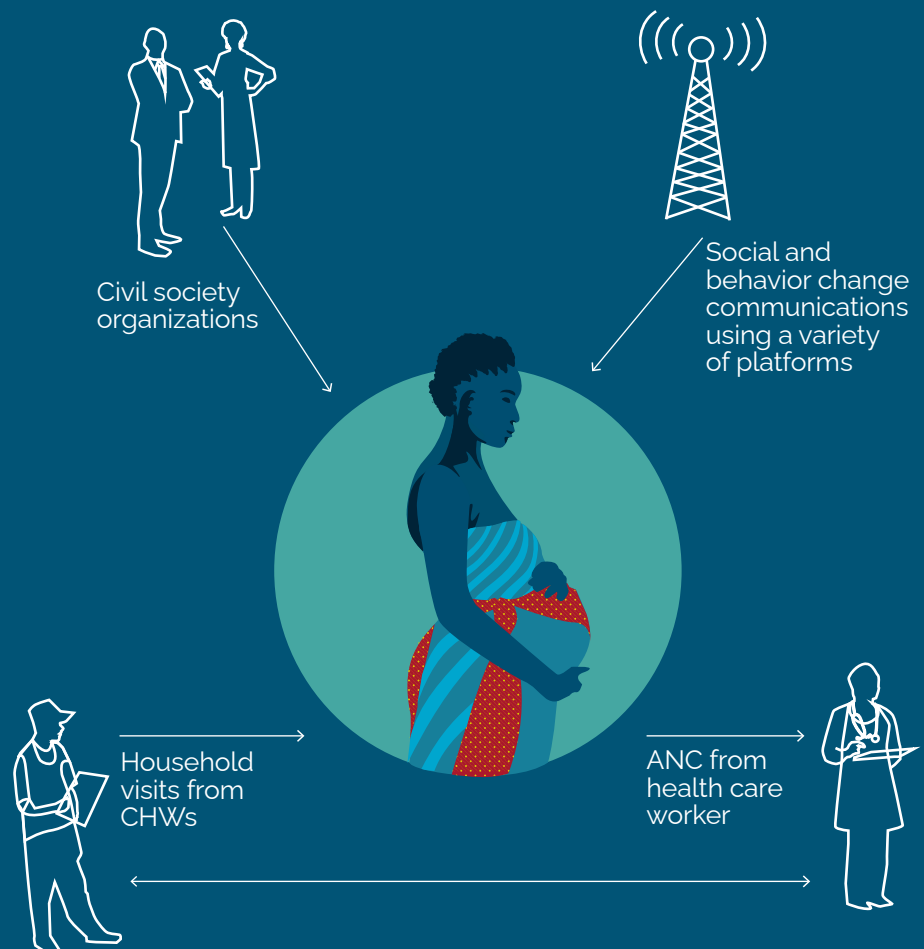 Civil society
organizations
Social and
behavior change
communications
using a variety
of platforms
Household
visits from
CHWs
ANC from
health care
worker